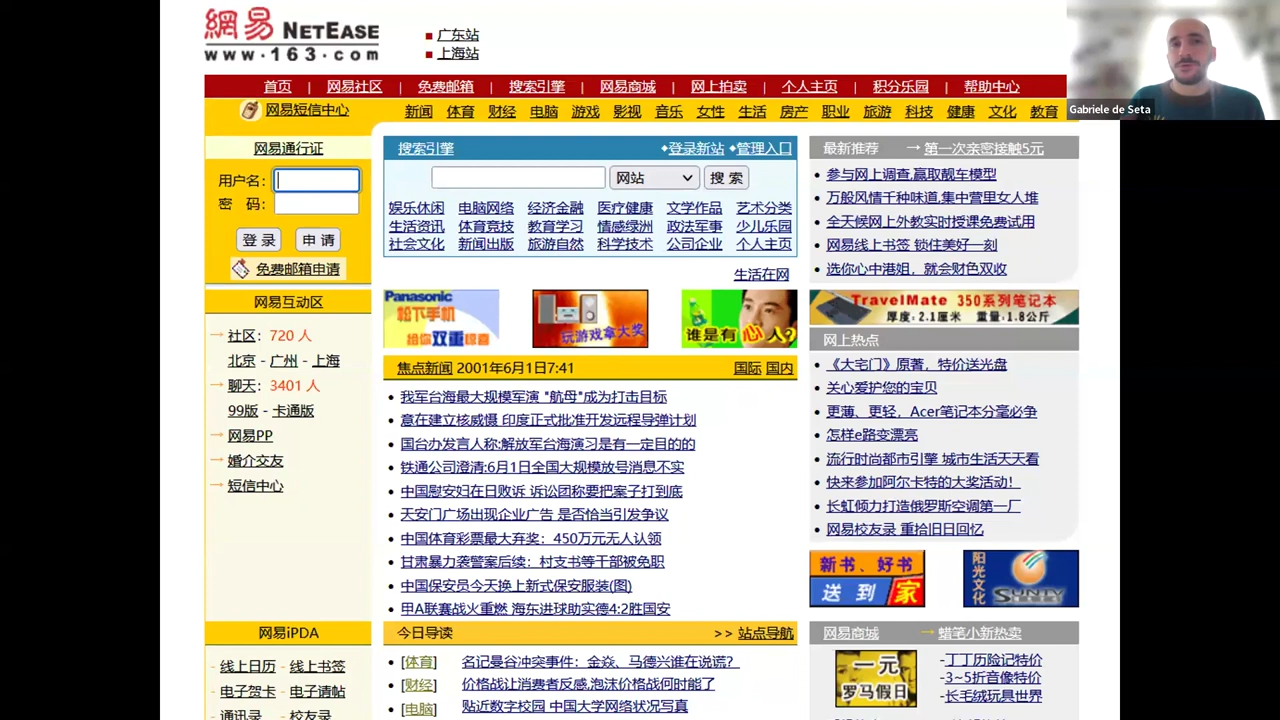 網易 NETEASE
www.163.com
广东站
上海站
Gabriele de Seta
首页 | 网易社区 | 免费邮箱 | 搜索引擎 | 网易商城 | 网上拍卖 | 个人主页 | 积分乐园 | 帮助中心
网易短信中心 新闻 体育 财经 电脑 游戏 影视 音乐 女性 生活 房产 职业 旅游 科技 健康 文化 教育
网易通行证
用户名:
密 码:
登 录 申 请
免费邮箱申请
网易互动区
社区: 720 人
北京 - 广州 - 上海
聊天: 3401 人
99版 - 卡通版
网易PP
婚介交友
短信中心
网易iPDA
线上日历 - 线上书签
电子贺卡 - 电子请帖
通讯录 - 校友录
搜索引擎 登录新站 管理入口
网站 搜 索
娱乐休闲 电脑网络 经济金融 医疗健康 文学作品 艺术分类
生活资讯 体育竞技 教育学习 情感绿洲 政法军事 少儿乐园
社会文化 新闻出版 旅游自然 科学技术 公司企业 个人主页
生活在网
Panasonic
松下手机
给你双重惊喜
玩游戏拿大奖
谁是有心人?
焦点新闻 2001年6月1日7:41 国际 国内
我军台海最大规模军演 "航母"成为打击目标
意在建立核威慑 印度正式批准开发远程导弹计划
国台办发言人称:解放军台海演习是有一定目的的
铁通公司澄清:6月1日全国大规模放号消息不实
中国慰安妇在日败诉 诉讼团称要把案子打到底
天安门广场出现企业广告 是否恰当引发争议
中国体育彩票最大弃奖：450万元无人认领
甘肃暴力袭警案后续：村支书等干部被免职
中国保安员今天换上新式保安服装(图)
甲A联赛战火重燃 海东进球助实德4:2胜国安
今日导读 >> 站点导航
[体育] 名记曼谷冲突事件：金焱、马德兴谁在说谎?
[财经] 价格战让消费者反感,泡沫价格战何时能了
[电脑] 贴近数字校园 中国大学网络状况写真
最新推荐 → 第一次亲密接触5元
参与网上调查,赢取靓车模型
万般风情千种味道,集中营里女人堆
全天候网上外教实时授课免费试用
网易线上书签 锁住美好一刻
选你心中港姐，就会财色双收
TravelMate 350系列笔记本
厚度: 2.1厘米 重量: 1.8公斤
网上热点
《大宅门》原著，特价送光盘
关心爱护您的宝贝
更薄、更轻，Acer笔记本分毫必争
怎样e路变漂亮
流行时尚都市引擎 城市生活天天看
快来参加阿尔卡特的大奖活动！
长虹倾力打造俄罗斯空调第一厂
网易校友录 重拾旧日回忆
新书、好书
送到家
阳光文化
SUNTV
网易商城 → 蜡笔小新热卖
一元
罗马假日
-丁丁历险记特价
-3~5折音像特价
-长毛绒玩具世界